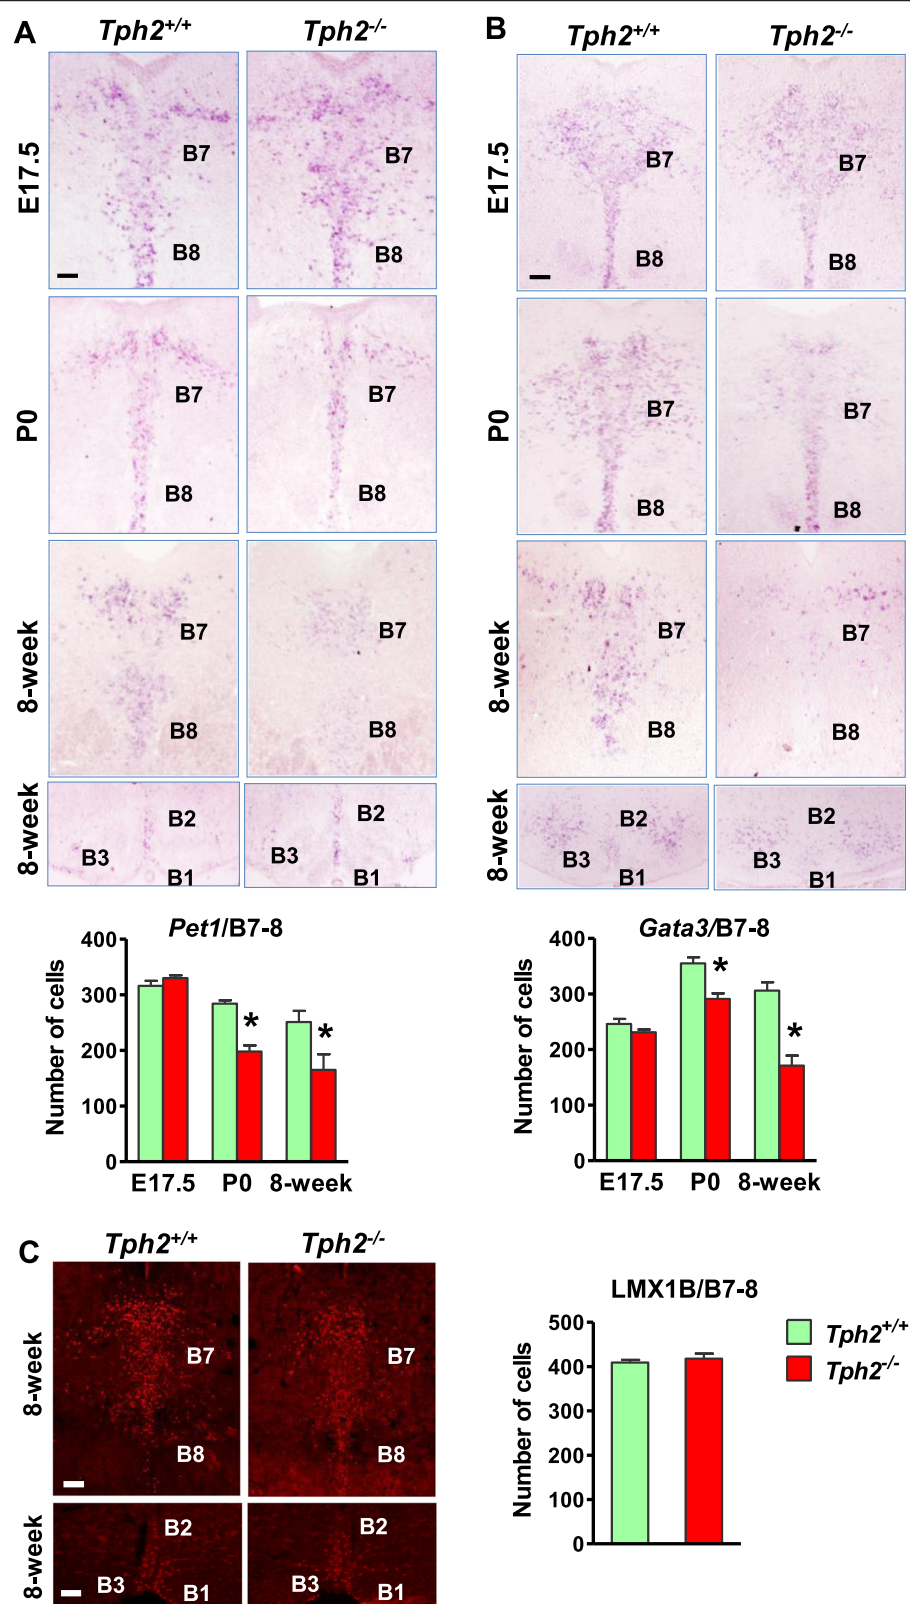 A Tph2+/+ Tph2-/- B Tph2+/+ Tph2-/-
E17.5 B7 B7 E17.5 B7 B7
B8 B8 B8 B8
P0 B7 B7 P0 B7 B7
B8 B8 B8 B8
8-week B7 B7 8-week B7 B7
B8 B8 B8 B8
8-week B2 B2 8-week B2 B2
B3 B3 B3 B3
B1 B1 B1 B1
Pet1/B7-8
Number of cells
400
300
200
100
0
* *
E17.5 P0 8-week
Gata3/B7-8
Number of cells
400
300
200
100
0
* *
E17.5 P0 8-week
C Tph2+/+ Tph2-/-
8-week B7 B7
B8 B8
8-week B2 B2
B3 B1 B3 B1
LMX1B/B7-8
Number of cells
500
400
300
200
100
0
Tph2+/+
Tph2-/-